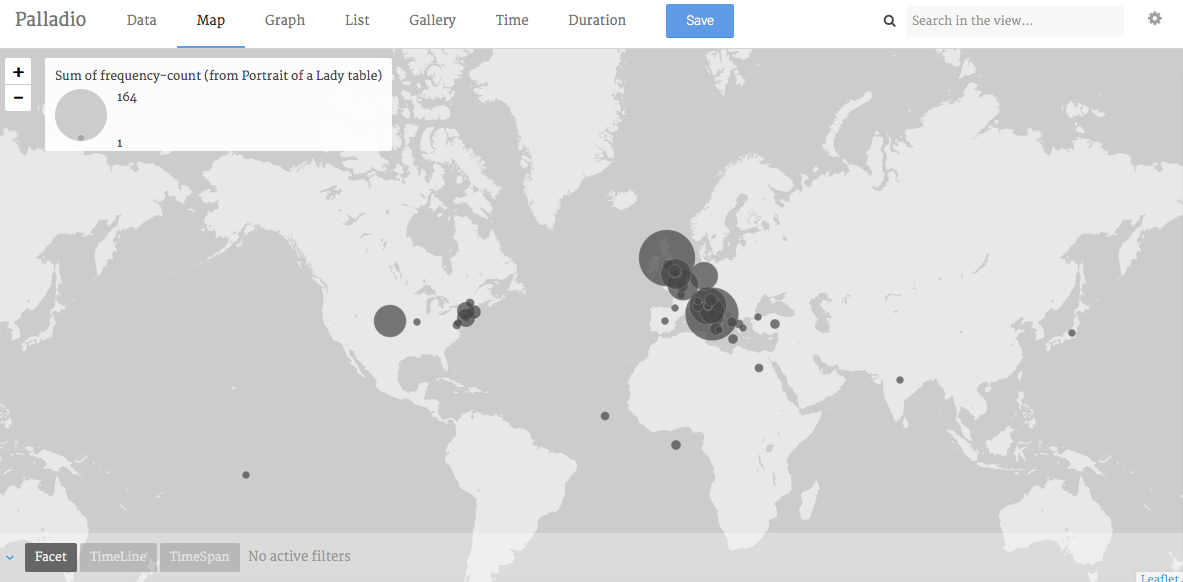 Palladio Data Map Graph List Gallery Time Duration Save Search in the view...
+
−
Sum of frequency-count (from Portrait of a Lady table)
164
1
Facet TimeLine TimeSpan No active filters
Leaflet